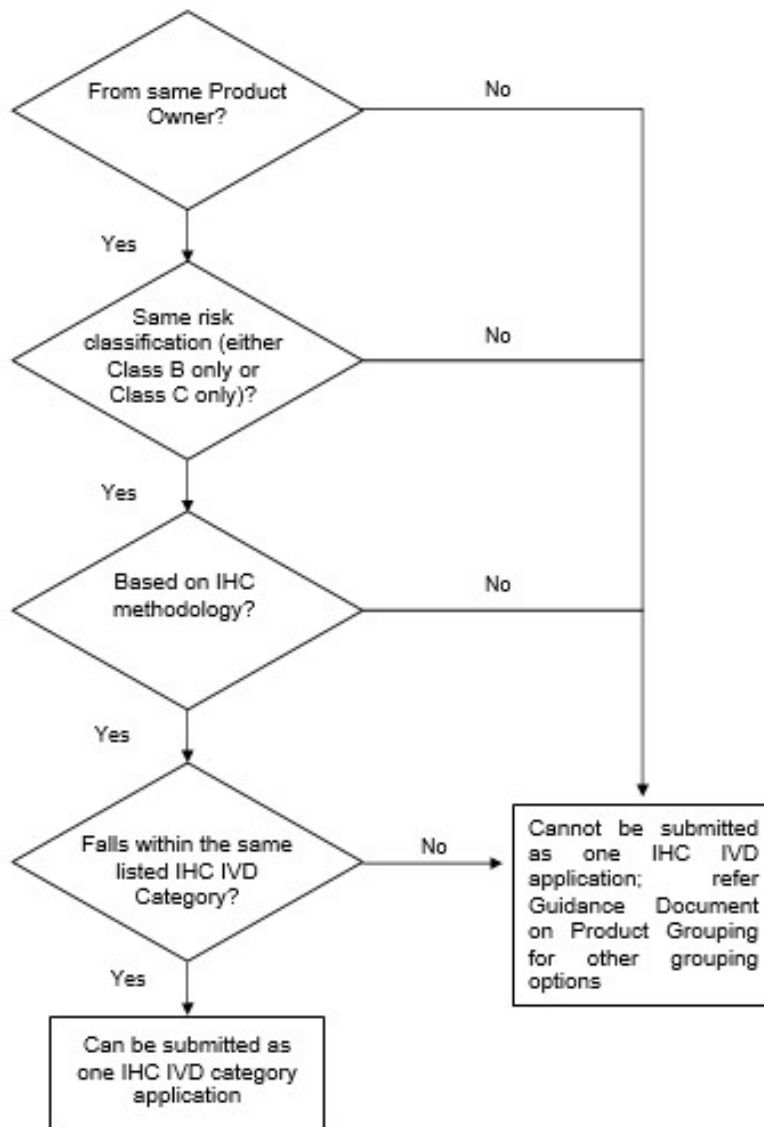 From same Product
Owner?
No
Yes
Same risk
classification (either
Class B only or
Class C only)?
No
Yes
Based on IHC
methodology?
No
Yes
Falls within the same
listed IHC IVD
Category?
No
Cannot be submitted
as one IHC IVD
application; refer
Guidance Document
on Product Grouping
for other grouping
options
Yes
Can be submitted as
one IHC IVD category
application